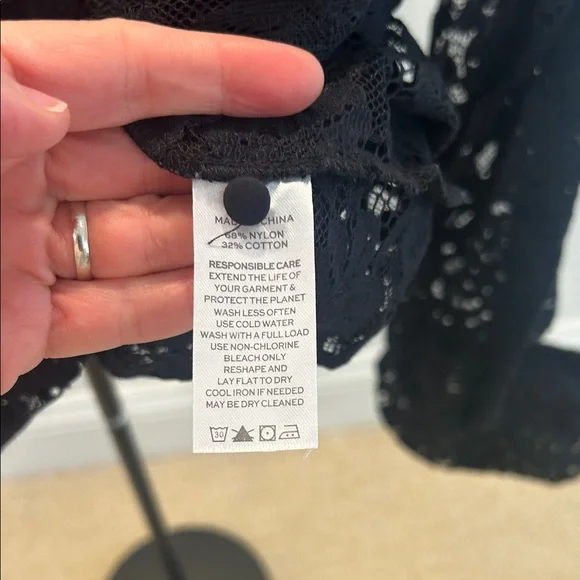 MAD CHINA
68% NYLON
32% COTTON
RESPONSIBLE CARE
EXTEND THE LIFE OF
YOUR GARMENT &
PROTECT THE PLANET
WASH LESS OFTEN
USE COLD WATER
WASH WITH A FULL LOAD
USE NON-CHLORINE
BLEACH ONLY
RESHAPE AND
LAY FLAT TO DRY
COOL IRON IF NEEDED
MAY BE DRY CLEANED
30